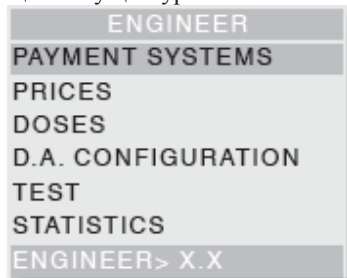 ENGINEER
PAYMENT SYSTEMS
PRICES
DOSES
D.A. CONFIGURATION
TEST
STATISTICS
ENGINEER> X.X